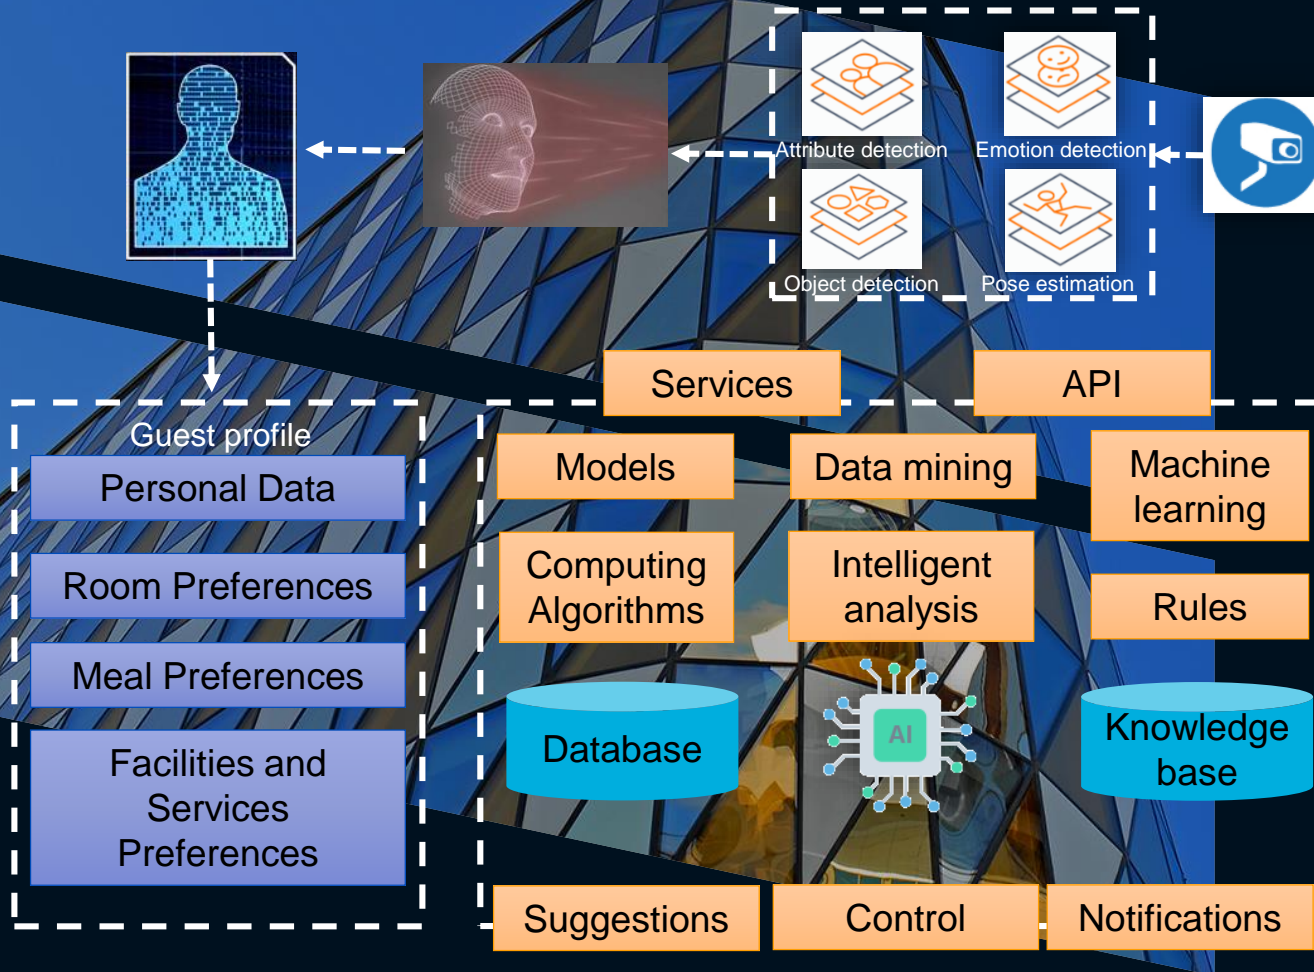 Attribute detection
Emotion detection
Object detection
Pose estimation
Services
API
Guest profile
Personal Data
Room Preferences
Meal Preferences
Facilities and
Services
Preferences
Models
Data mining
Machine
learning
Computing
Algorithms
Intelligent
analysis
Rules
Database
AI
Knowledge
base
Suggestions
Control
Notifications